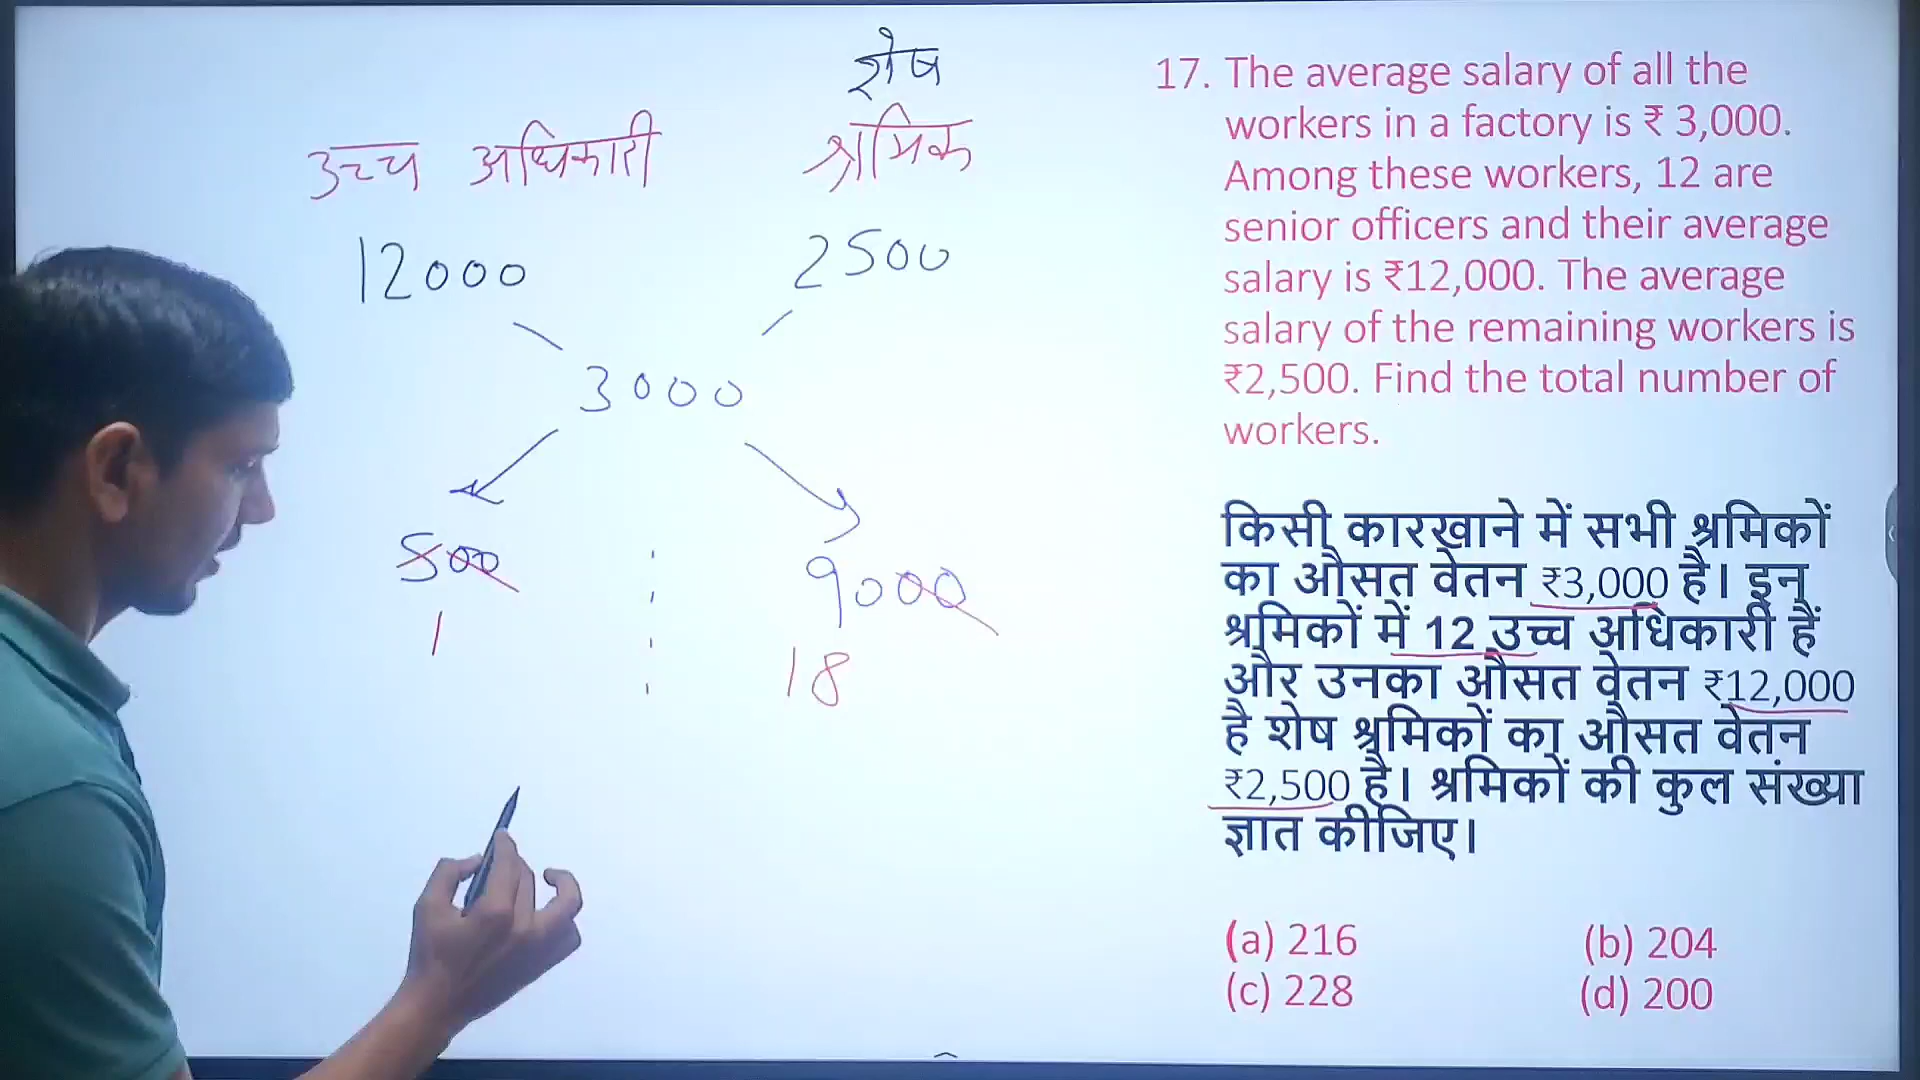 शेष
उच्च अधिकारी श्रमिक
12000 2500
3000
500 9000
1 18
17. The average salary of all the
workers in a factory is ₹ 3,000.
Among these workers, 12 are
senior officers and their average
salary is ₹12,000. The average
salary of the remaining workers is
₹2,500. Find the total number of
workers.
किसी कारखाने में सभी श्रमिकों
का औसत वेतन ₹3,000 है। इन
श्रमिकों में 12 उच्च अधिकारी हैं
और उनका औसत वेतन ₹12,000
है शेष श्रमिकों का औसत वेतन
₹2,500 है। श्रमिकों की कुल संख्या
ज्ञात कीजिए।
(a) 216 (b) 204
(c) 228 (d) 200